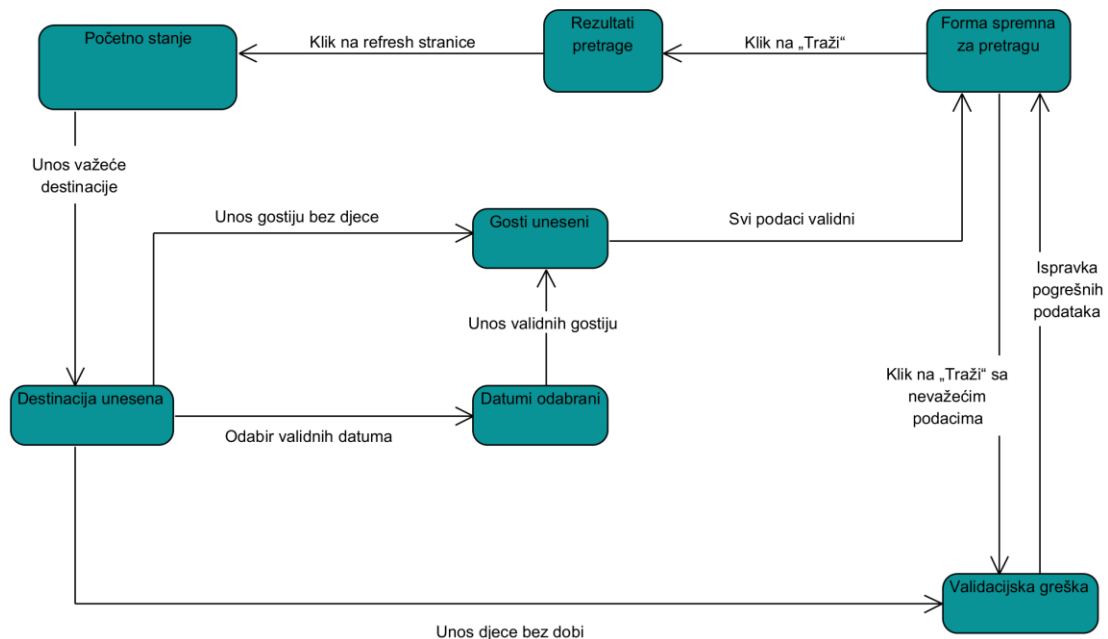 Početno stanje
Klik na refresh stranice
Rezultati
pretrage
Klik na „Traži“
Forma spremna
za pretragu
Unos važeće
destinacije
Unos gostiju bez djece
Gosti uneseni
Svi podaci validni
Ispravka
pogrešnih
podataka
Unos validnih gostiju
Klik na „Traži“ sa
nevažećim
podacima
Destinacija unesena
Odabir validnih datuma
Datumi odabrani
Validacijska greška
Unos djece bez dobi